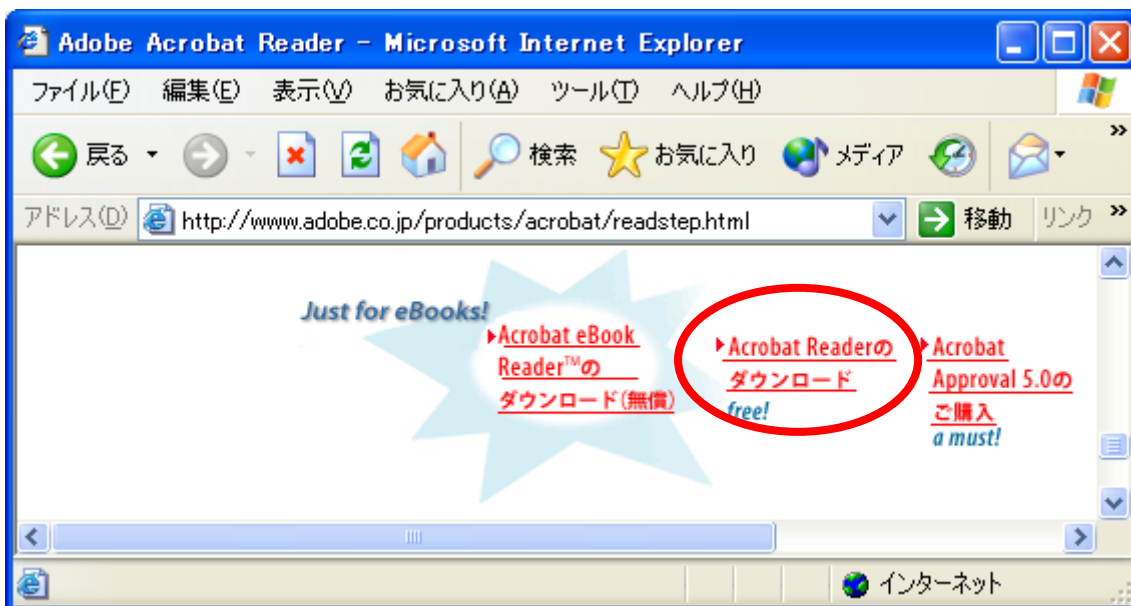 Adobe Acrobat Reader - Microsoft Internet Explorer
ファイル(F) 編集(E) 表示(V) お気に入り(A) ツール(T) ヘルプ(H)
戻る 検索 お気に入り メディア »
アドレス(D) http://www.adobe.co.jp/products/acrobat/readstep.html 移動 リンク »
Just for eBooks!
Acrobat eBook
Reader™の
ダウンロード(無償)
Acrobat Readerの
ダウンロード
free!
Acrobat
Approval 5.0の
ご購入
a must!
インターネット